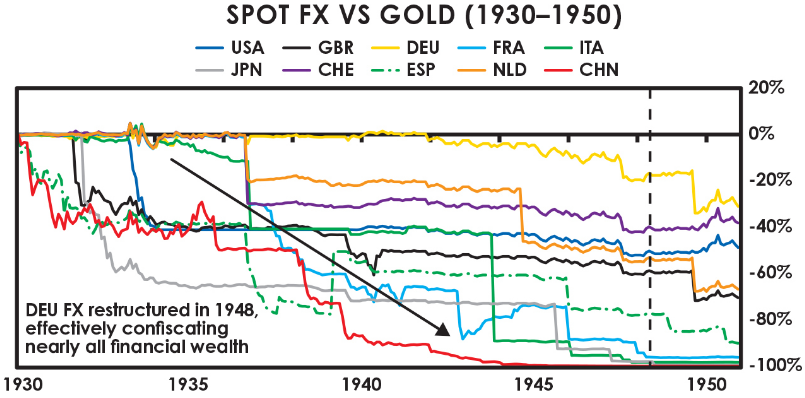 SPOT FX VS GOLD (1930–1950)
USA GBR DEU FRA ITA
JPN CHE ESP NLD CHN
20%
0%
-20%
-40%
-60%
-80%
-100%
DEU FX restructured in 1948,
effectively confiscating
nearly all financial wealth
1930 1935 1940 1945 1950